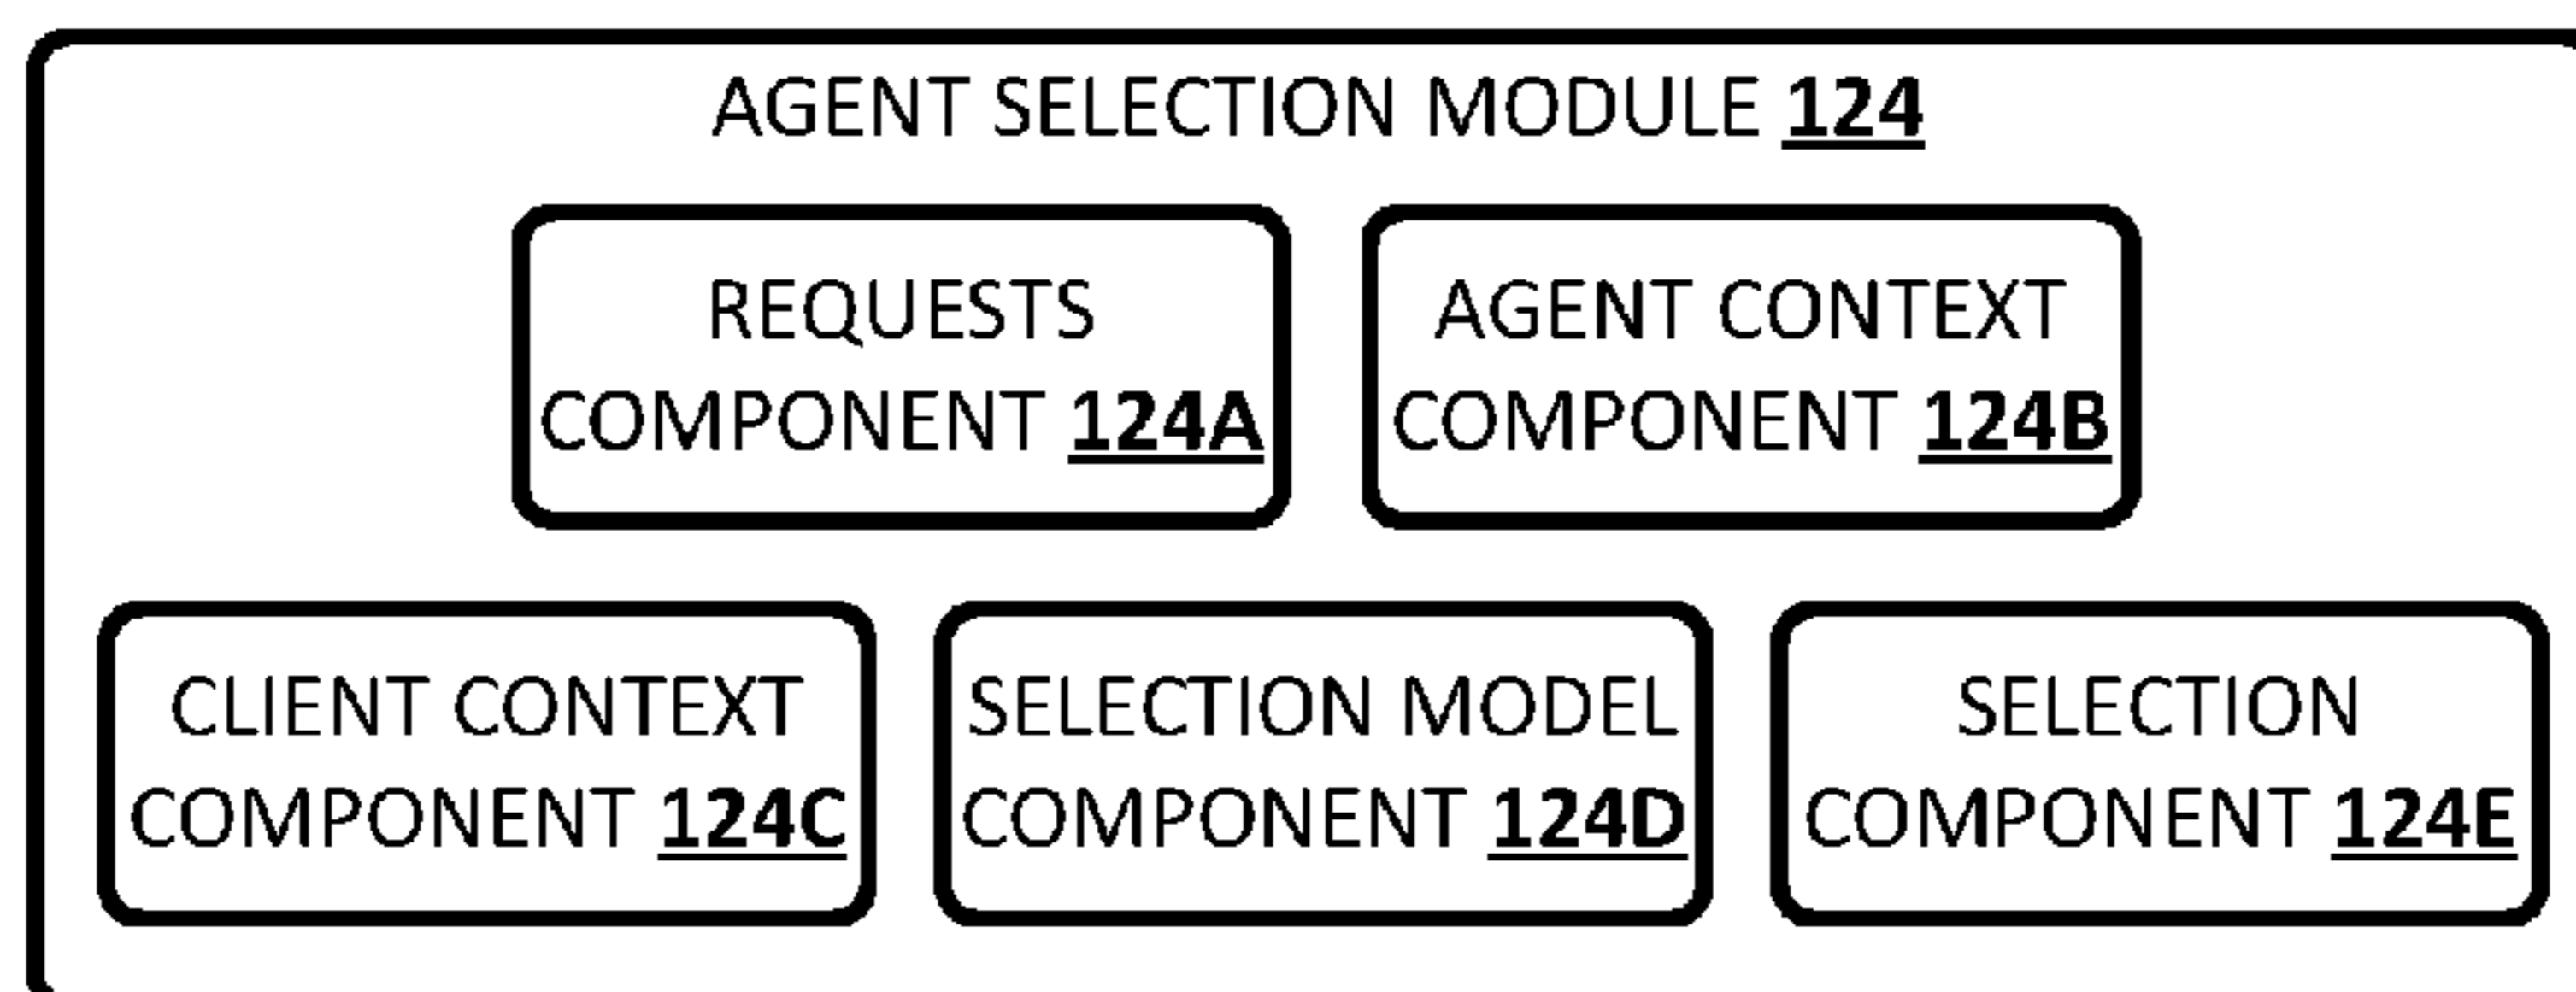 AGENT SELECTION MODULE 124
REQUESTS
COMPONENT 124A
AGENT CONTEXT
COMPONENT 124B
CLIENT CONTEXT
COMPONENT 124C
SELECTION MODEL
COMPONENT 124D
SELECTION
COMPONENT 124E